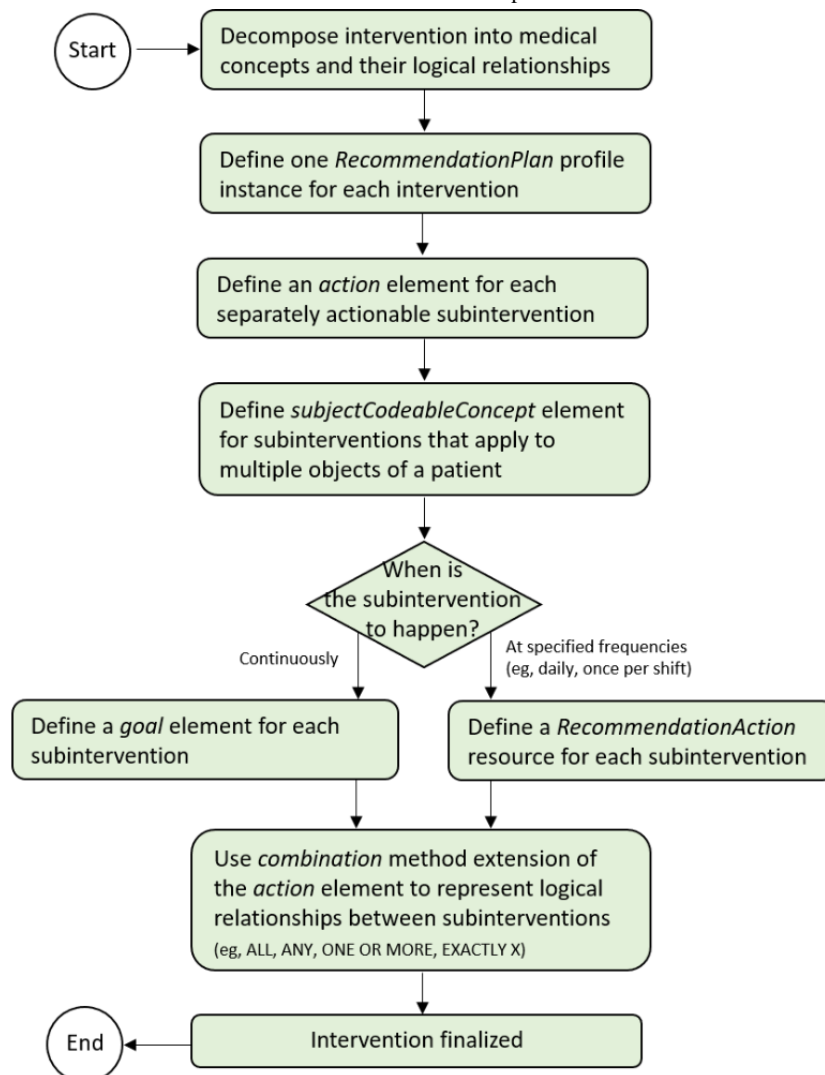 Start
Decompose intervention into medical
concepts and their logical relationships
Define one RecommendationPlan profile
instance for each intervention
Define an action element for each
separately actionable subintervention
Define subjectCodeableConcept element
for subinterventions that apply to
multiple objects of a patient
When is
the subintervention
to happen?
Continuously
At specified frequencies
(eg, daily, once per shift)
Define a goal element for each
subintervention
Define a RecommendationAction
resource for each subintervention
Use combination method extension of
the action element to represent logical
relationships between subinterventions
(eg, ALL, ANY, ONE OR MORE, EXACTLY X)
Intervention finalized
End